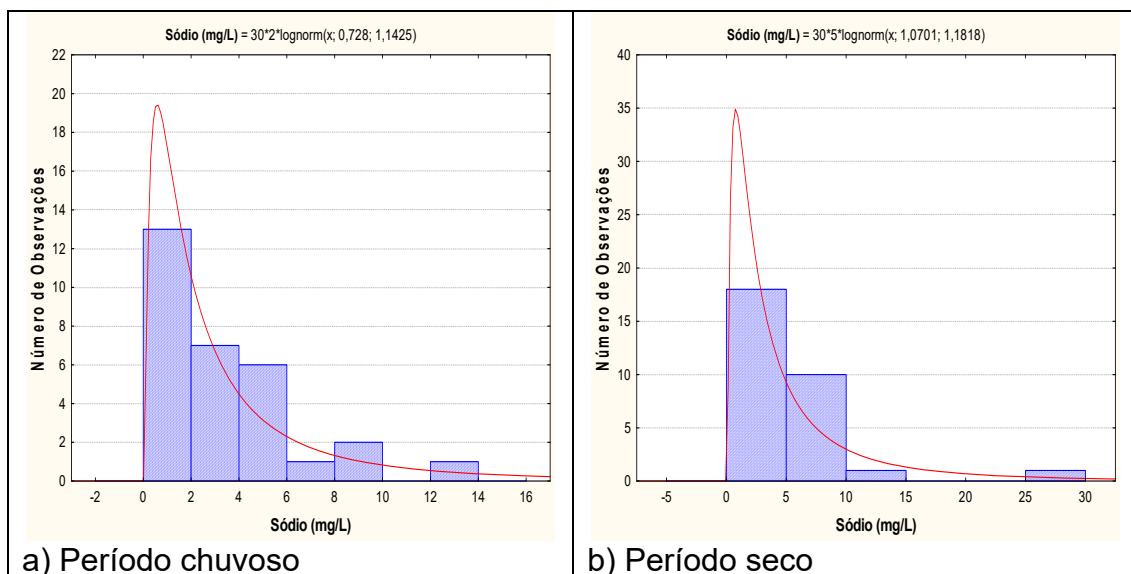 Sódio (mg/L) = 30*2*lognorm(x; 0,728; 1,1425)
22
20
18
16
14
12
10
8
6
4
2
0
Número de Observações
-2 0 2 4 6 8 10 12 14 16
Sódio (mg/L)
a) Período chuvoso
Sódio (mg/L) = 30*5*lognorm(x; 1,0701; 1,1818)
40
35
30
25
20
15
10
5
0
Número de Observações
-5 0 5 10 15 20 25 30
Sódio (mg/L)
b) Período seco